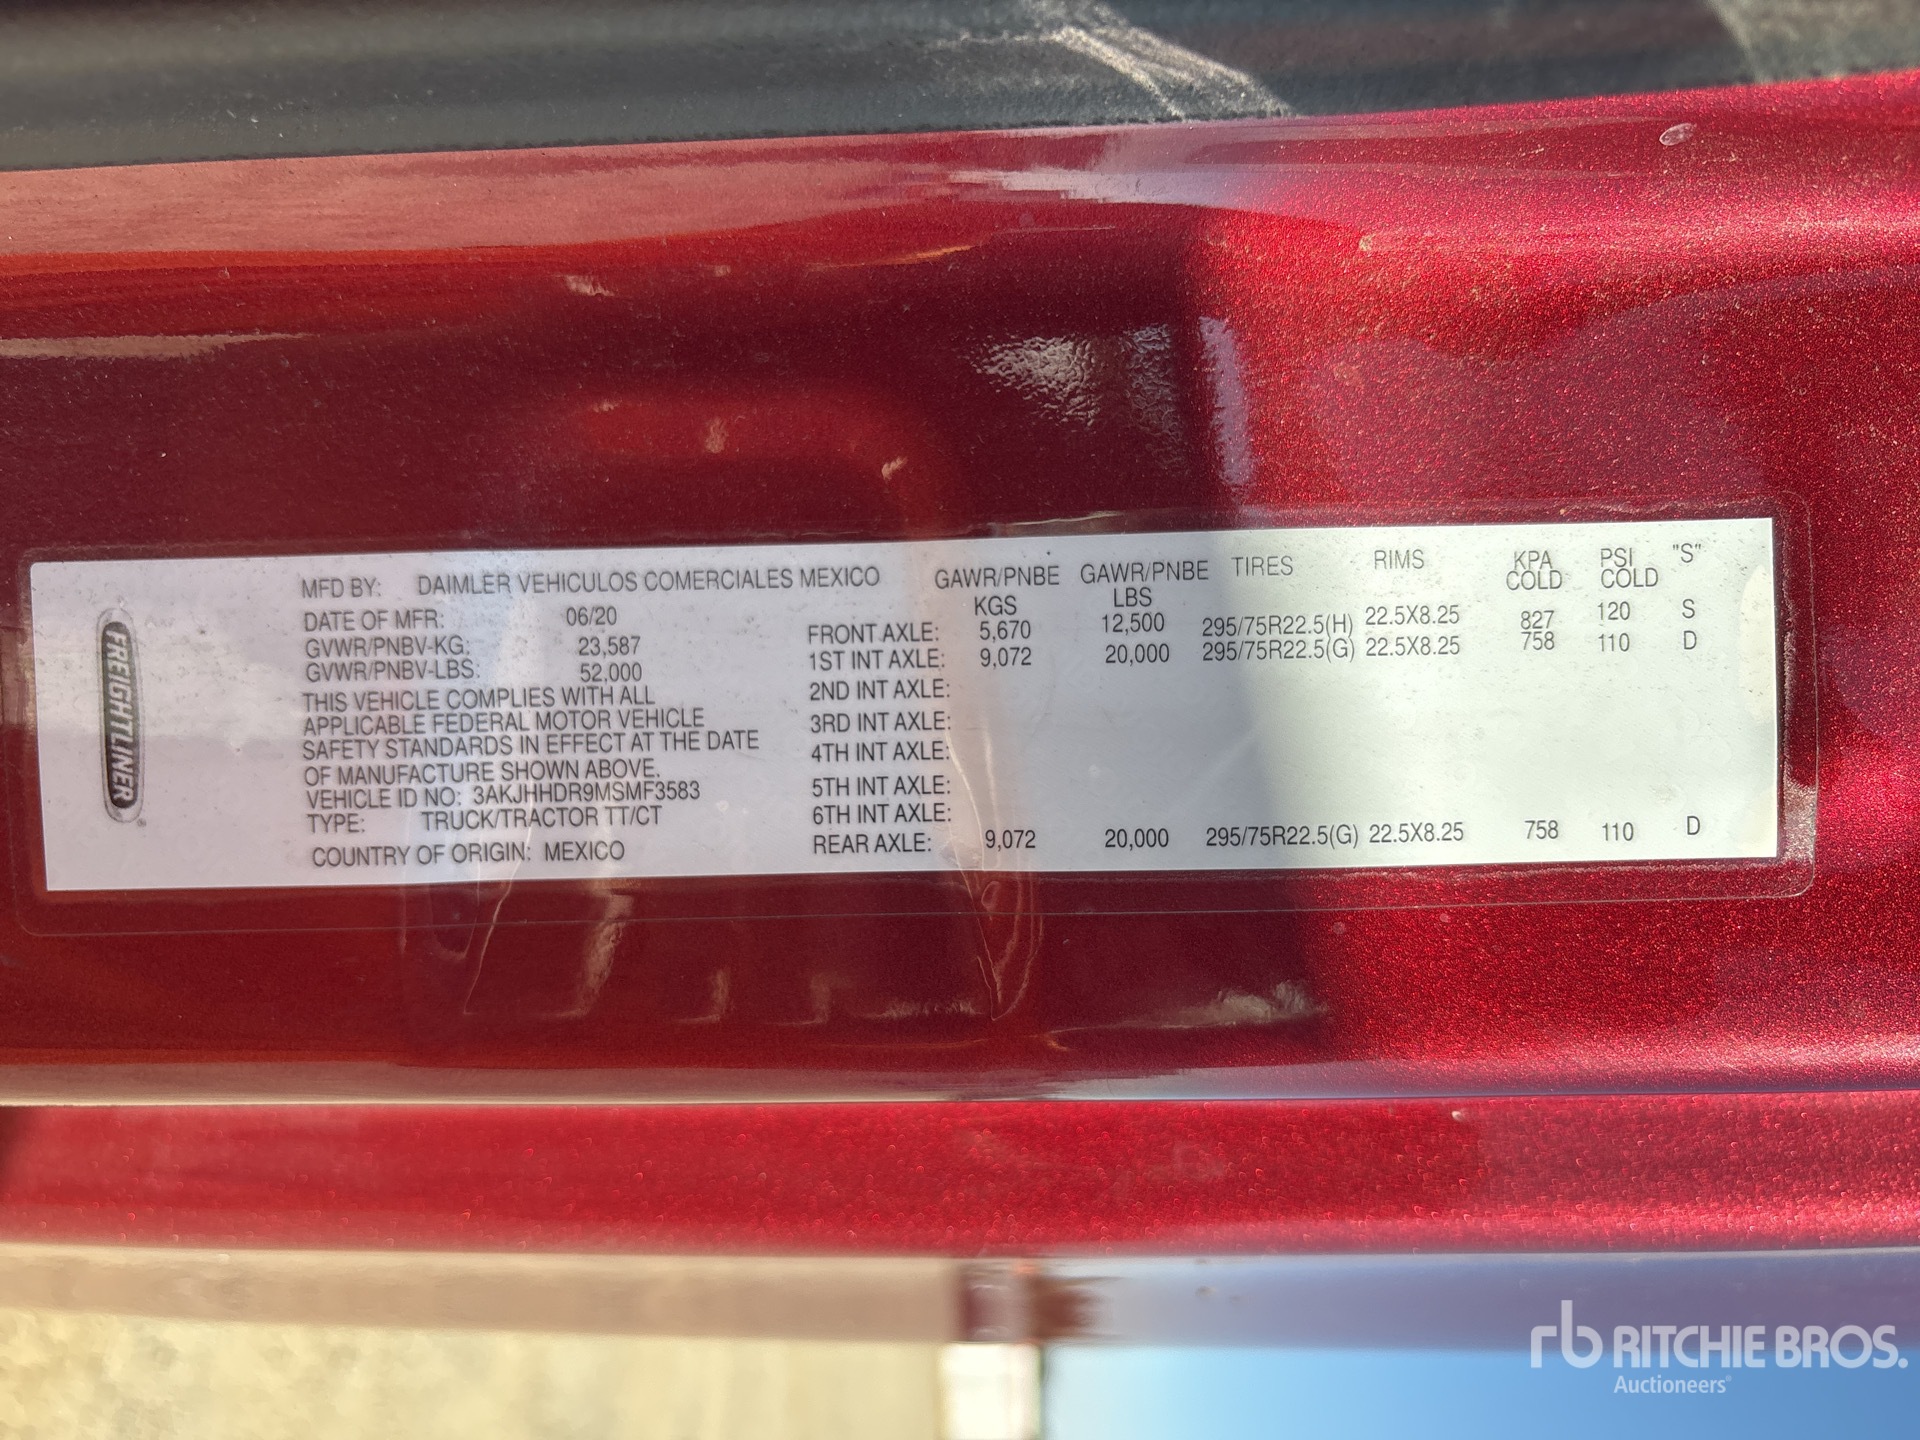 FREIGHTLINER
MFD BY: DAIMLER VEHICULOS COMERCIALES MEXICO
DATE OF MFR: 06/20
GVWR/PNBV-KG: 23,587
GVWR/PNBV-LBS: 52,000
THIS VEHICLE COMPLIES WITH ALL
APPLICABLE FEDERAL MOTOR VEHICLE
SAFETY STANDARDS IN EFFECT AT THE DATE
OF MANUFACTURE SHOWN ABOVE.
VEHICLE ID NO: 3AKJHHDR9MSMF3583
TYPE: TRUCK/TRACTOR TT/CT
COUNTRY OF ORIGIN: MEXICO
GAWR/PNBE GAWR/PNBE TIRES RIMS KPA PSI "S"
KGS LBS COLD COLD
FRONT AXLE: 5,670 12,500 295/75R22.5(H) 22.5X8.25 827 120 S
1ST INT AXLE: 9,072 20,000 295/75R22.5(G) 22.5X8.25 758 110 D
2ND INT AXLE:
3RD INT AXLE:
4TH INT AXLE:
5TH INT AXLE:
6TH INT AXLE:
REAR AXLE: 9,072 20,000 295/75R22.5(G) 22.5X8.25 758 110 D
rb RITCHIE BROS.
Auctioneers